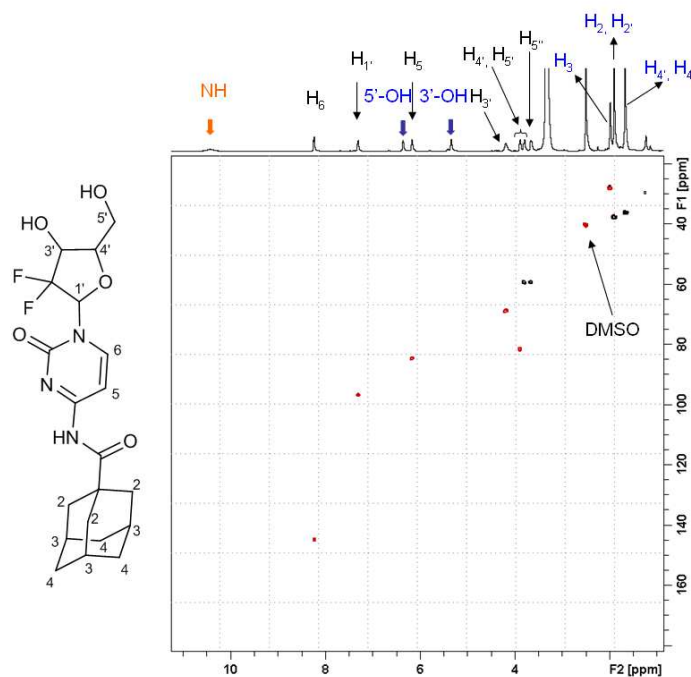 NH
H6
H1'
5'-OH
H5
3'-OH
H3'
H4', H5'
H5"
H3
H2, H2'
H4', H4
HO
5'
HO
3'
4'
F
O
F
1'
N
O
6
N
5
HN
O
2
2
2
3
3
4
4
3
4
DMSO
10
8
6
4
F2 [ppm]
F1 [ppm]
40
60
80
100
120
140
160